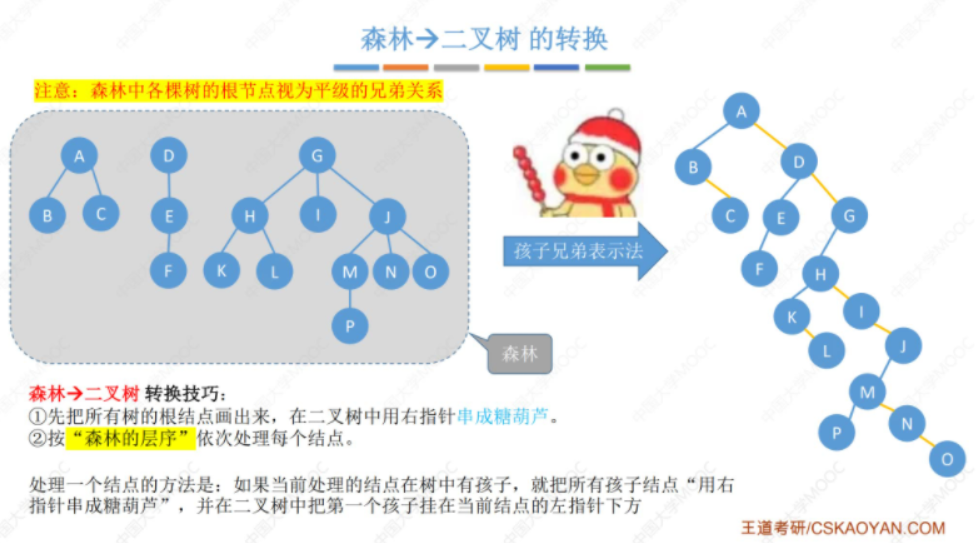 森林→二叉树 的转换
注意：森林中各棵树的根节点视为平级的兄弟关系
A D G
B C E H I J
F K L M N O
P
森林
孩子兄弟表示法
A
B D
C E G
F H
K I
L J
M
P N
O
森林→二叉树 转换技巧：
①先把所有树的根结点画出来，在二叉树中用右指针串成糖葫芦。
②按“森林的层序”依次处理每个结点。
处理一个结点的方法是：如果当前处理的结点在树中有孩子，就把所有孩子结点“用右
指针串成糖葫芦”，并在二叉树中把第一个孩子挂在当前结点的左指针下方
王道考研/CSKAOYAN.COM